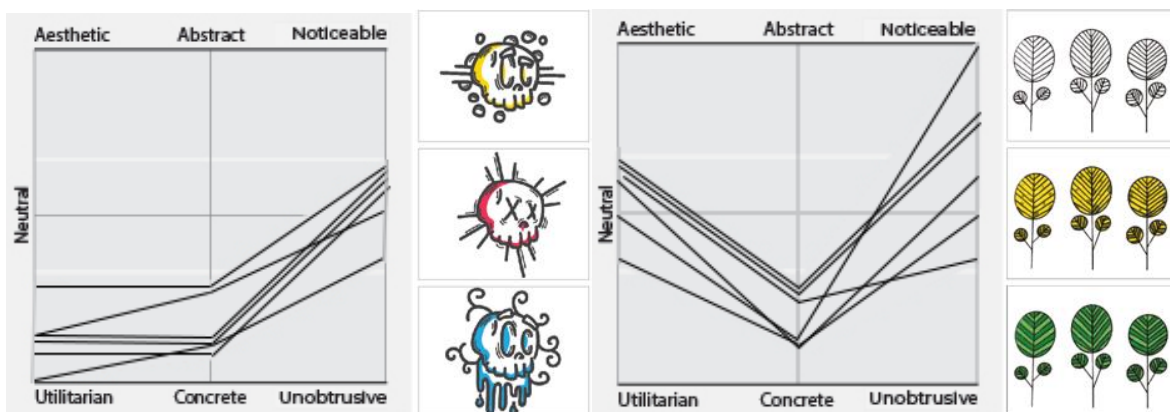 Aesthetic Abstract Noticeable
Neutral
Utilitarian Concrete Unobtrusive
Aesthetic Abstract Noticeable
Neutral
Utilitarian Concrete Unobtrusive